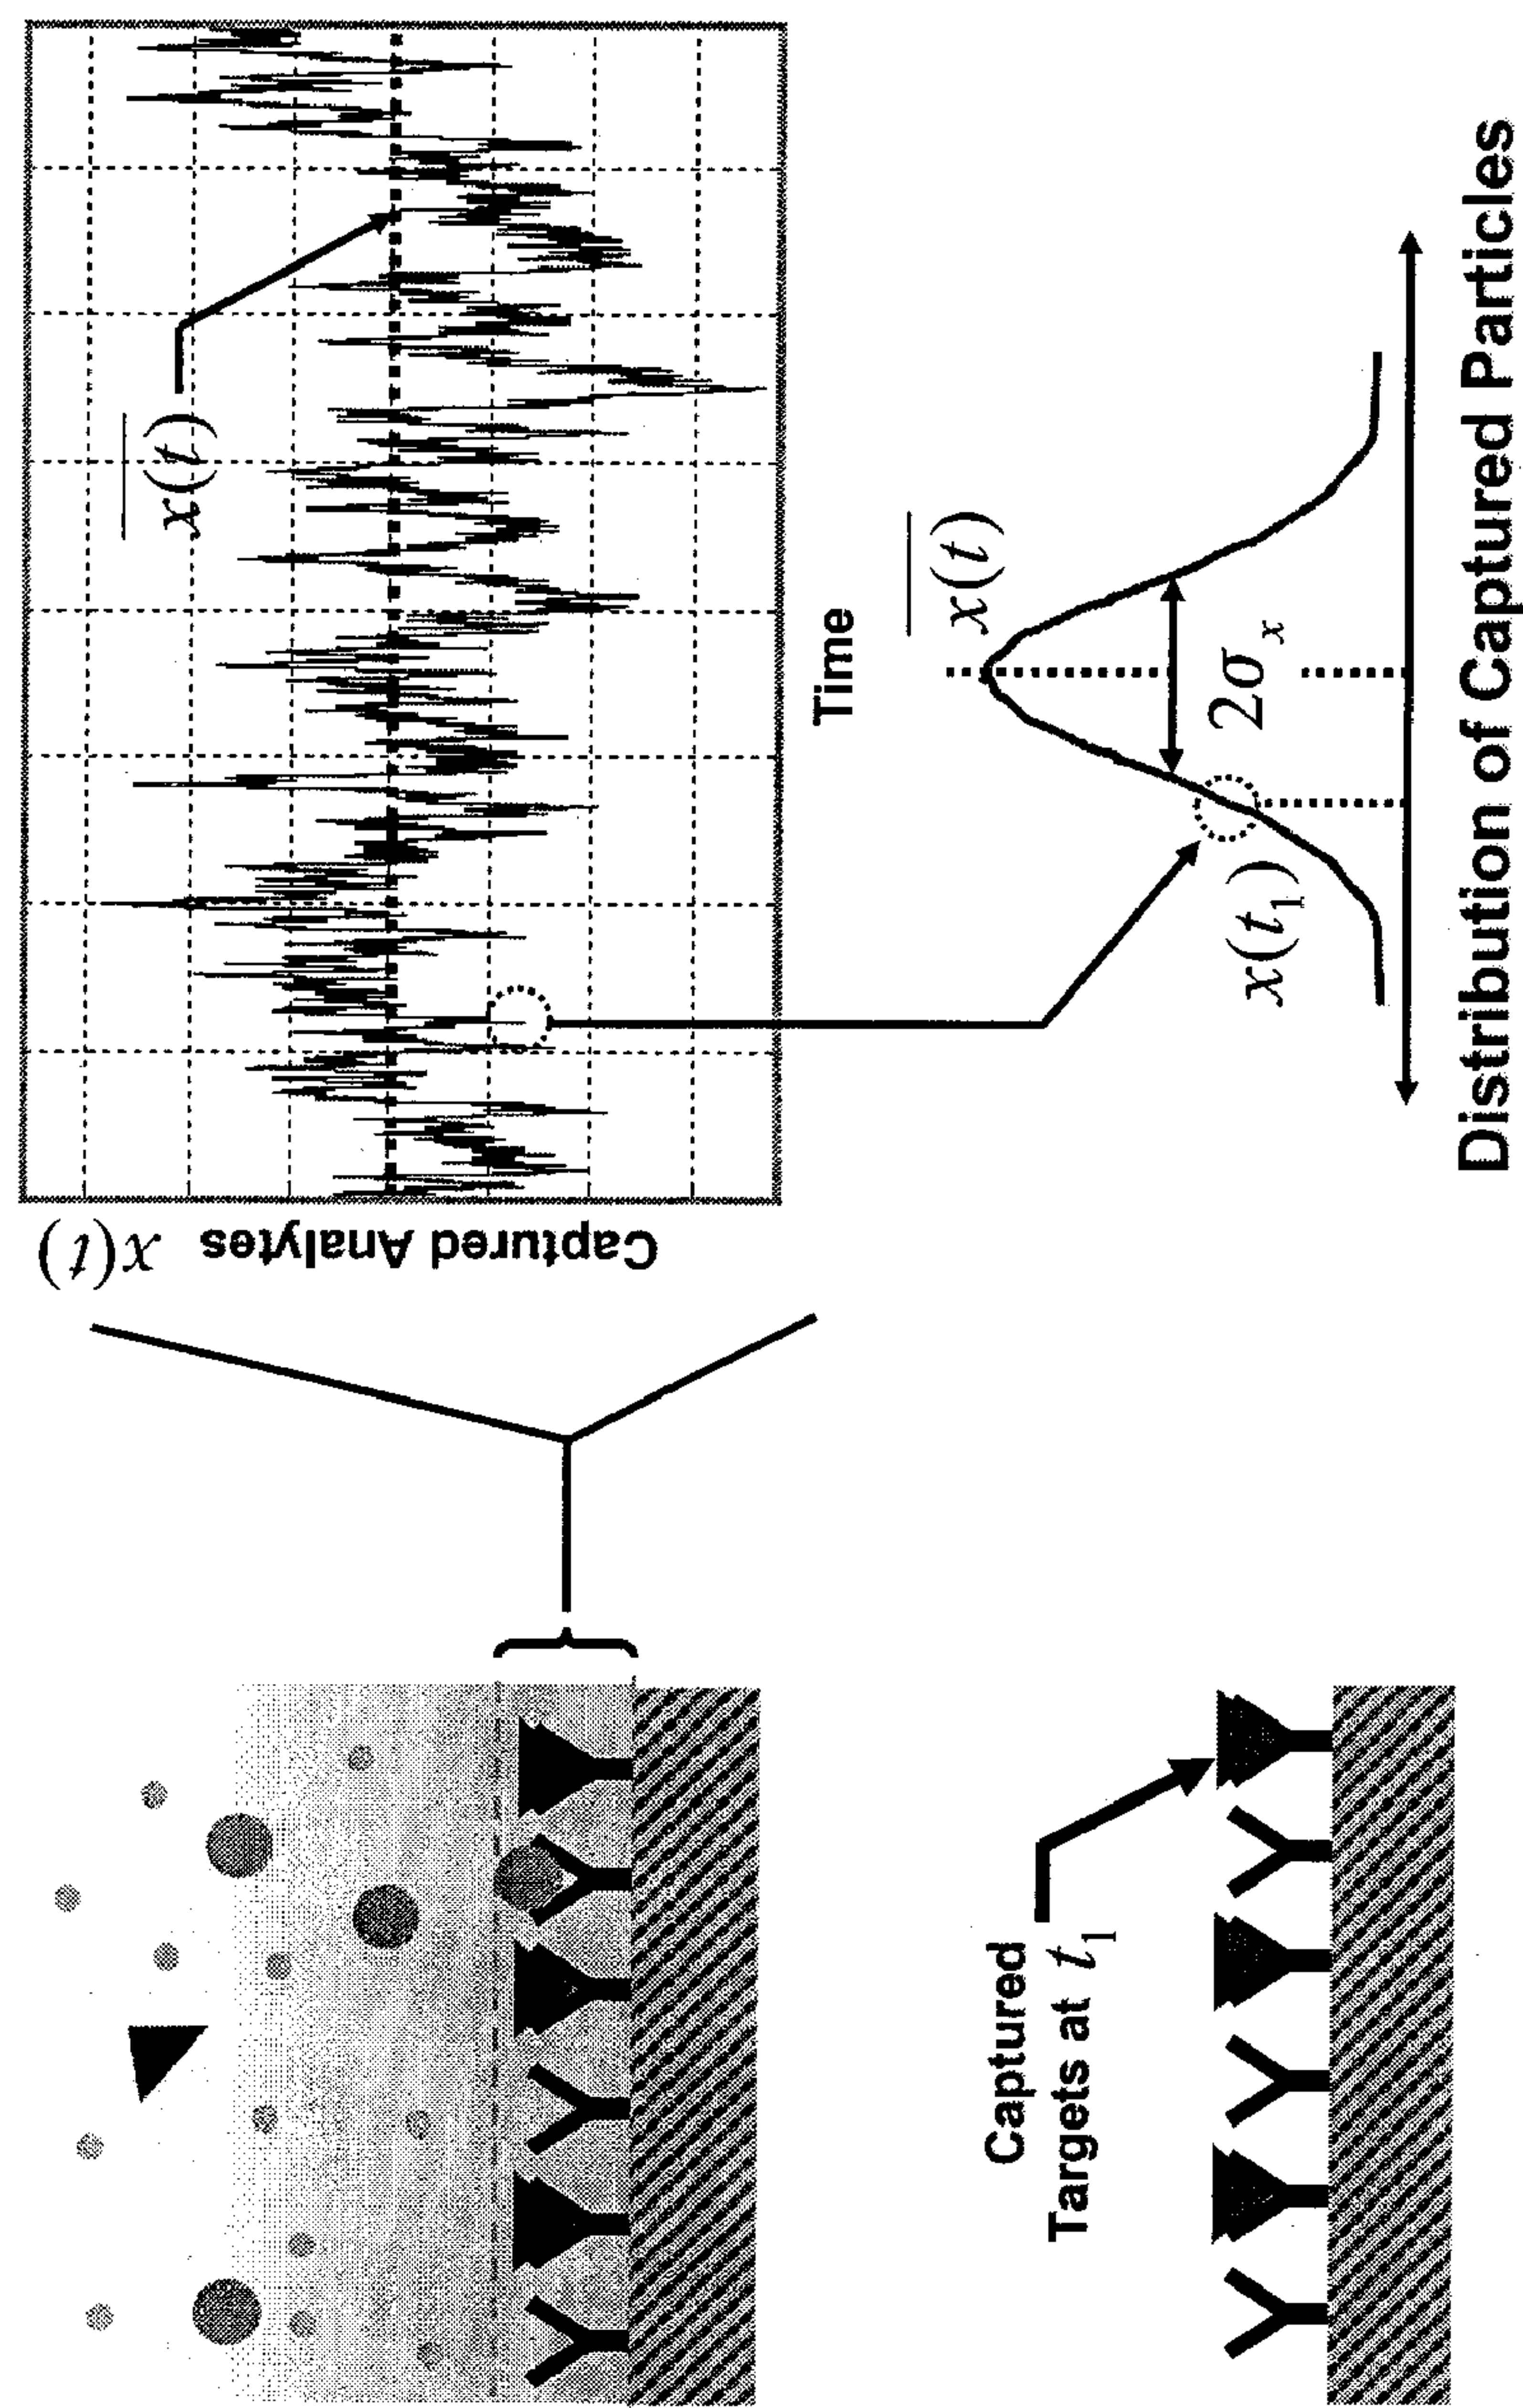 x(t)
Captured Analytes
x(t)
Time
x(t)
2σx
x(t1)
Distribution of Captured Particles
Captured
Targets at t1